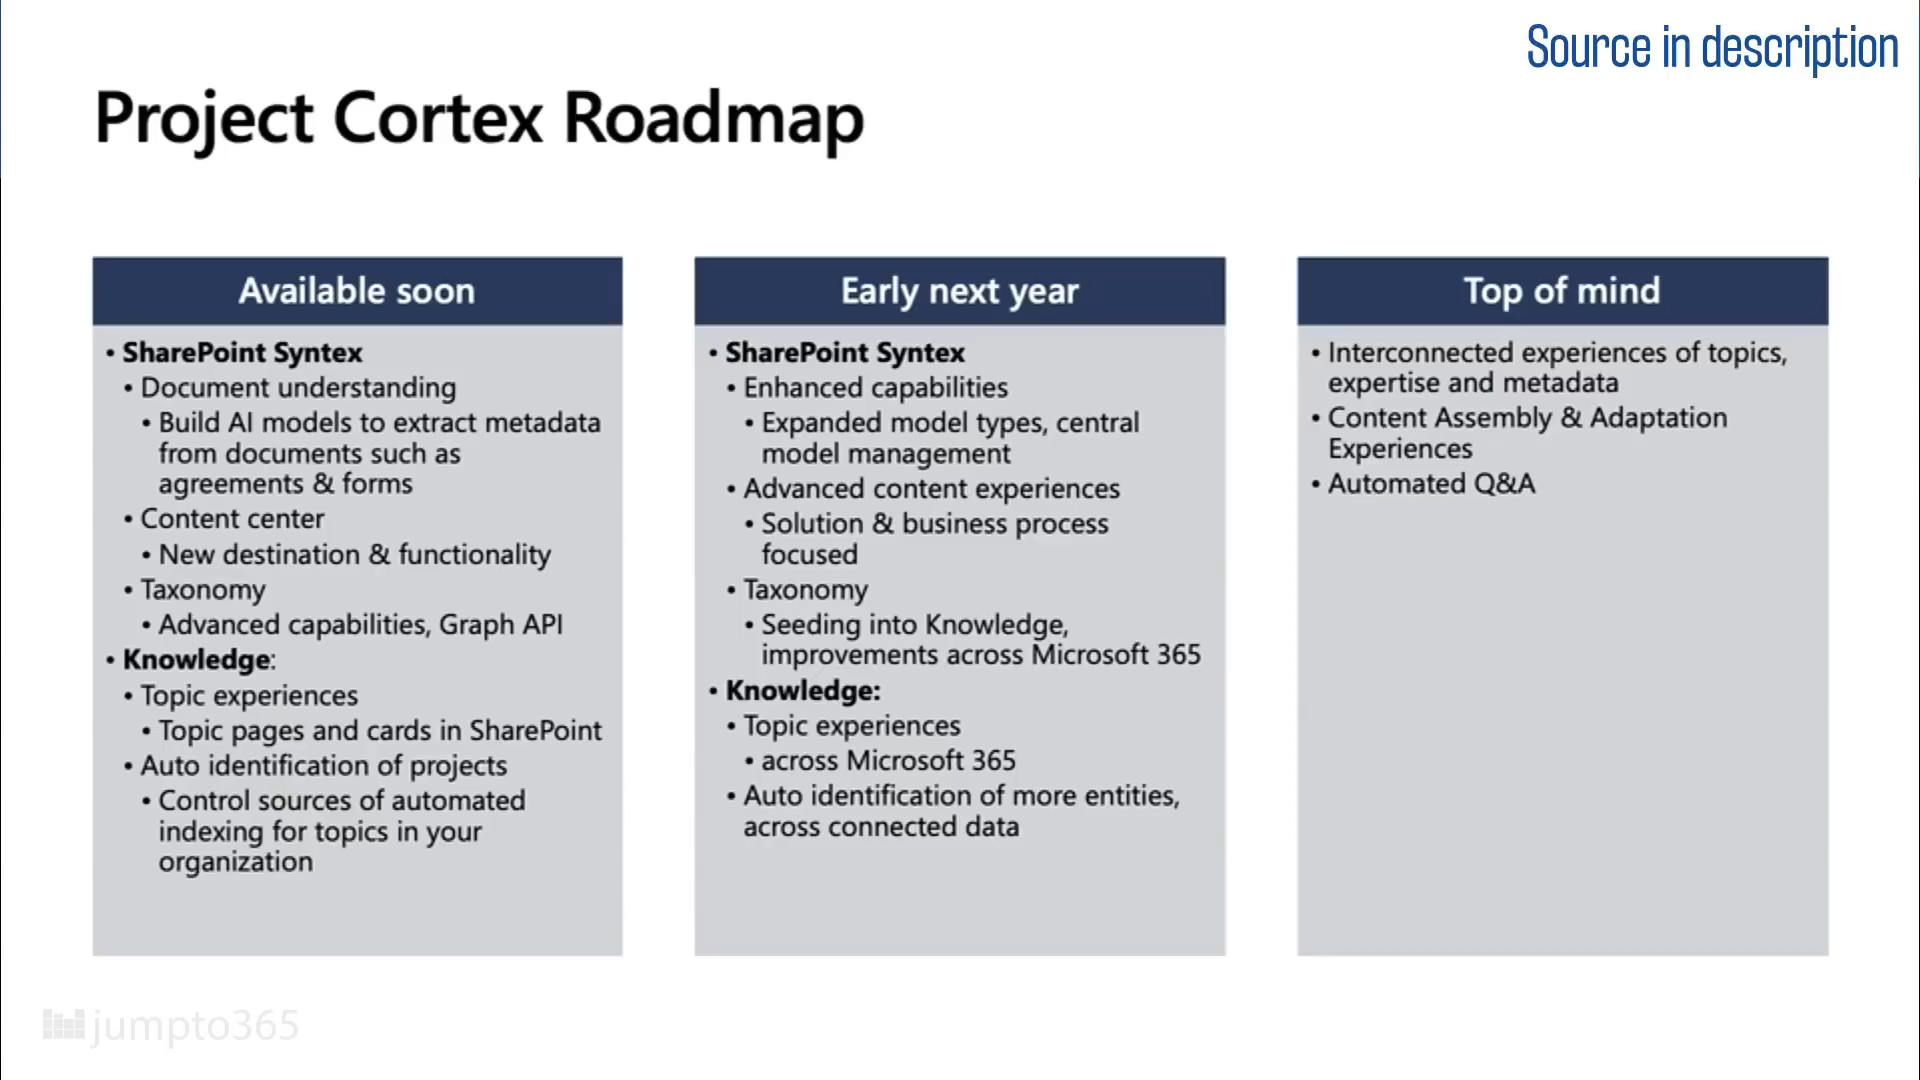 Source in description
Project Cortex Roadmap
Available soon
• SharePoint Syntex
• Document understanding
• Build AI models to extract metadata
from documents such as
agreements & forms
• Content center
• New destination & functionality
• Taxonomy
• Advanced capabilities, Graph API
• Knowledge:
• Topic experiences
• Topic pages and cards in SharePoint
• Auto identification of projects
• Control sources of automated
indexing for topics in your
organization
Early next year
• SharePoint Syntex
• Enhanced capabilities
• Expanded model types, central
model management
• Advanced content experiences
• Solution & business process
focused
• Taxonomy
• Seeding into Knowledge,
improvements across Microsoft 365
• Knowledge:
• Topic experiences
• across Microsoft 365
• Auto identification of more entities,
across connected data
Top of mind
• Interconnected experiences of topics,
expertise and metadata
• Content Assembly & Adaptation
Experiences
• Automated Q&A
jumpto365